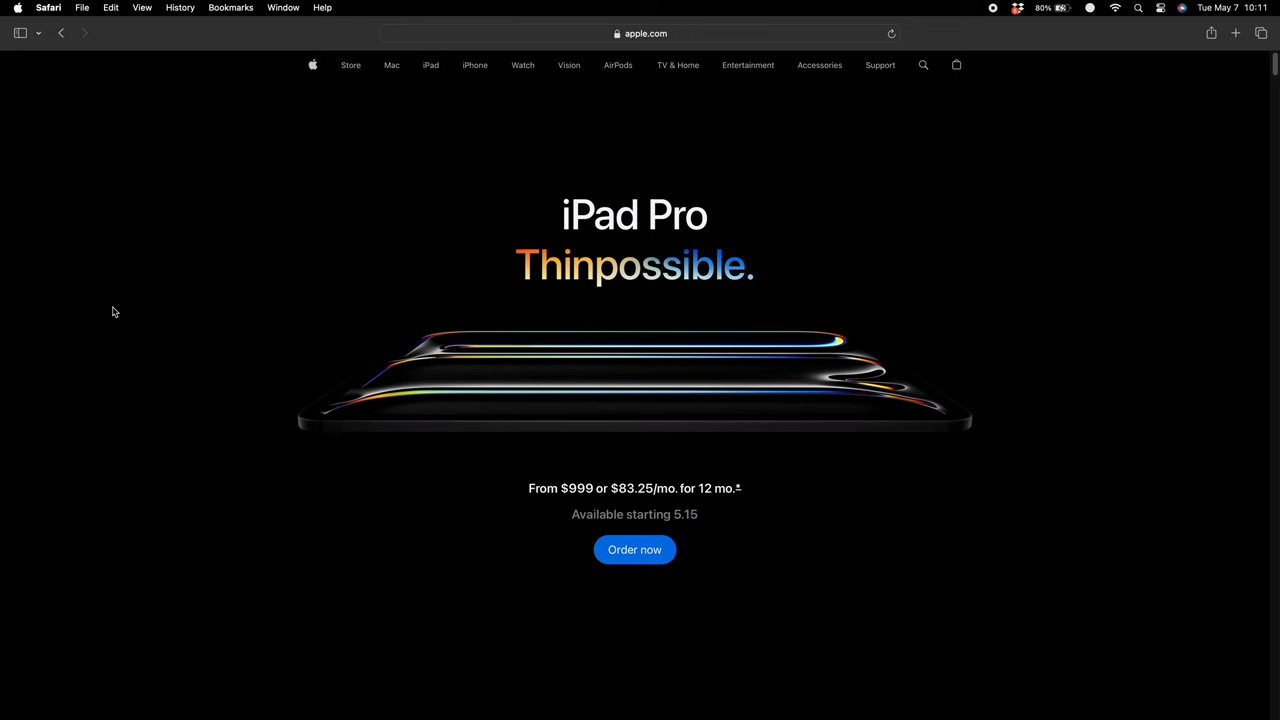 Safari File Edit View History Bookmarks Window Help 80% Tue May 7 10:11
apple.com
Store Mac iPad iPhone Watch Vision AirPods TV & Home Entertainment Accessories Support
iPad Pro
Thinpossible.
From $999 or $83.25/mo. for 12 mo.*
Available starting 5.15
Order now